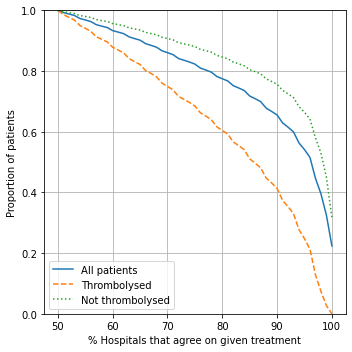 1.0
0.8
0.6
0.4
0.2
0.0
Proportion of patients
All patients
Thrombolysed
Not thrombolysed
50 60 70 80 90 100
% Hospitals that agree on given treatment